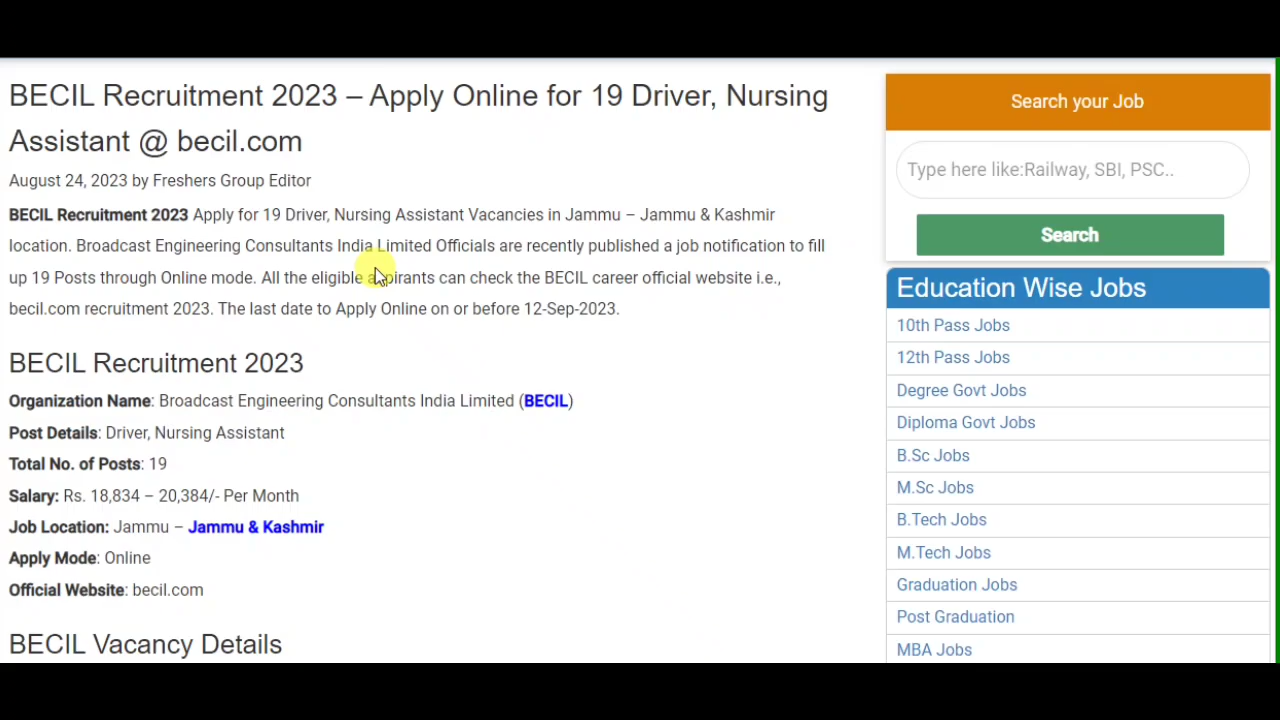 BECIL Recruitment 2023 – Apply Online for 19 Driver, Nursing
Assistant @ becil.com
August 24, 2023 by Freshers Group Editor
BECIL Recruitment 2023 Apply for 19 Driver, Nursing Assistant Vacancies in Jammu – Jammu & Kashmir
location. Broadcast Engineering Consultants India Limited Officials are recently published a job notification to fill
up 19 Posts through Online mode. All the eligible aspirants can check the BECIL career official website i.e.,
becil.com recruitment 2023. The last date to Apply Online on or before 12-Sep-2023.
BECIL Recruitment 2023
Organization Name: Broadcast Engineering Consultants India Limited (BECIL)
Post Details: Driver, Nursing Assistant
Total No. of Posts: 19
Salary: Rs. 18,834 – 20,384/- Per Month
Job Location: Jammu – Jammu & Kashmir
Apply Mode: Online
Official Website: becil.com
BECIL Vacancy Details
Search your Job
Type here like:Railway, SBI, PSC..
Search
Education Wise Jobs
10th Pass Jobs
12th Pass Jobs
Degree Govt Jobs
Diploma Govt Jobs
B.Sc Jobs
M.Sc Jobs
B.Tech Jobs
M.Tech Jobs
Graduation Jobs
Post Graduation
MBA Jobs